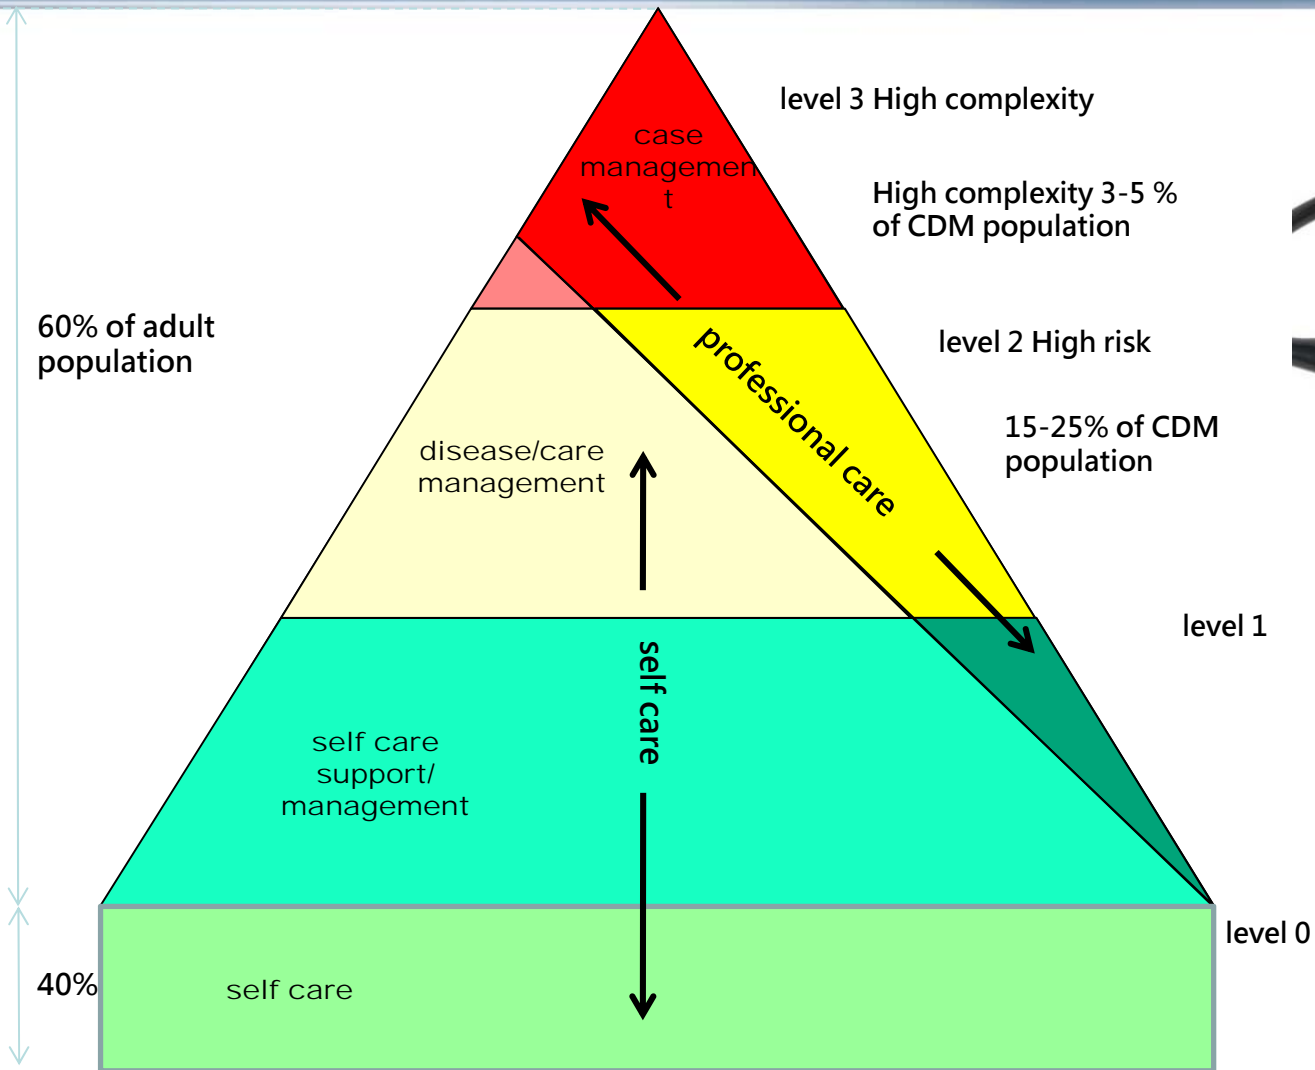 level 3 High complexity
case
managemen
t
High complexity 3-5 %
of CDM population
60% of adult
population
level 2 High risk
professional care
15-25% of CDM
population
disease/care
management
level 1
self care
self care
support/
management
level 0
40%
self care